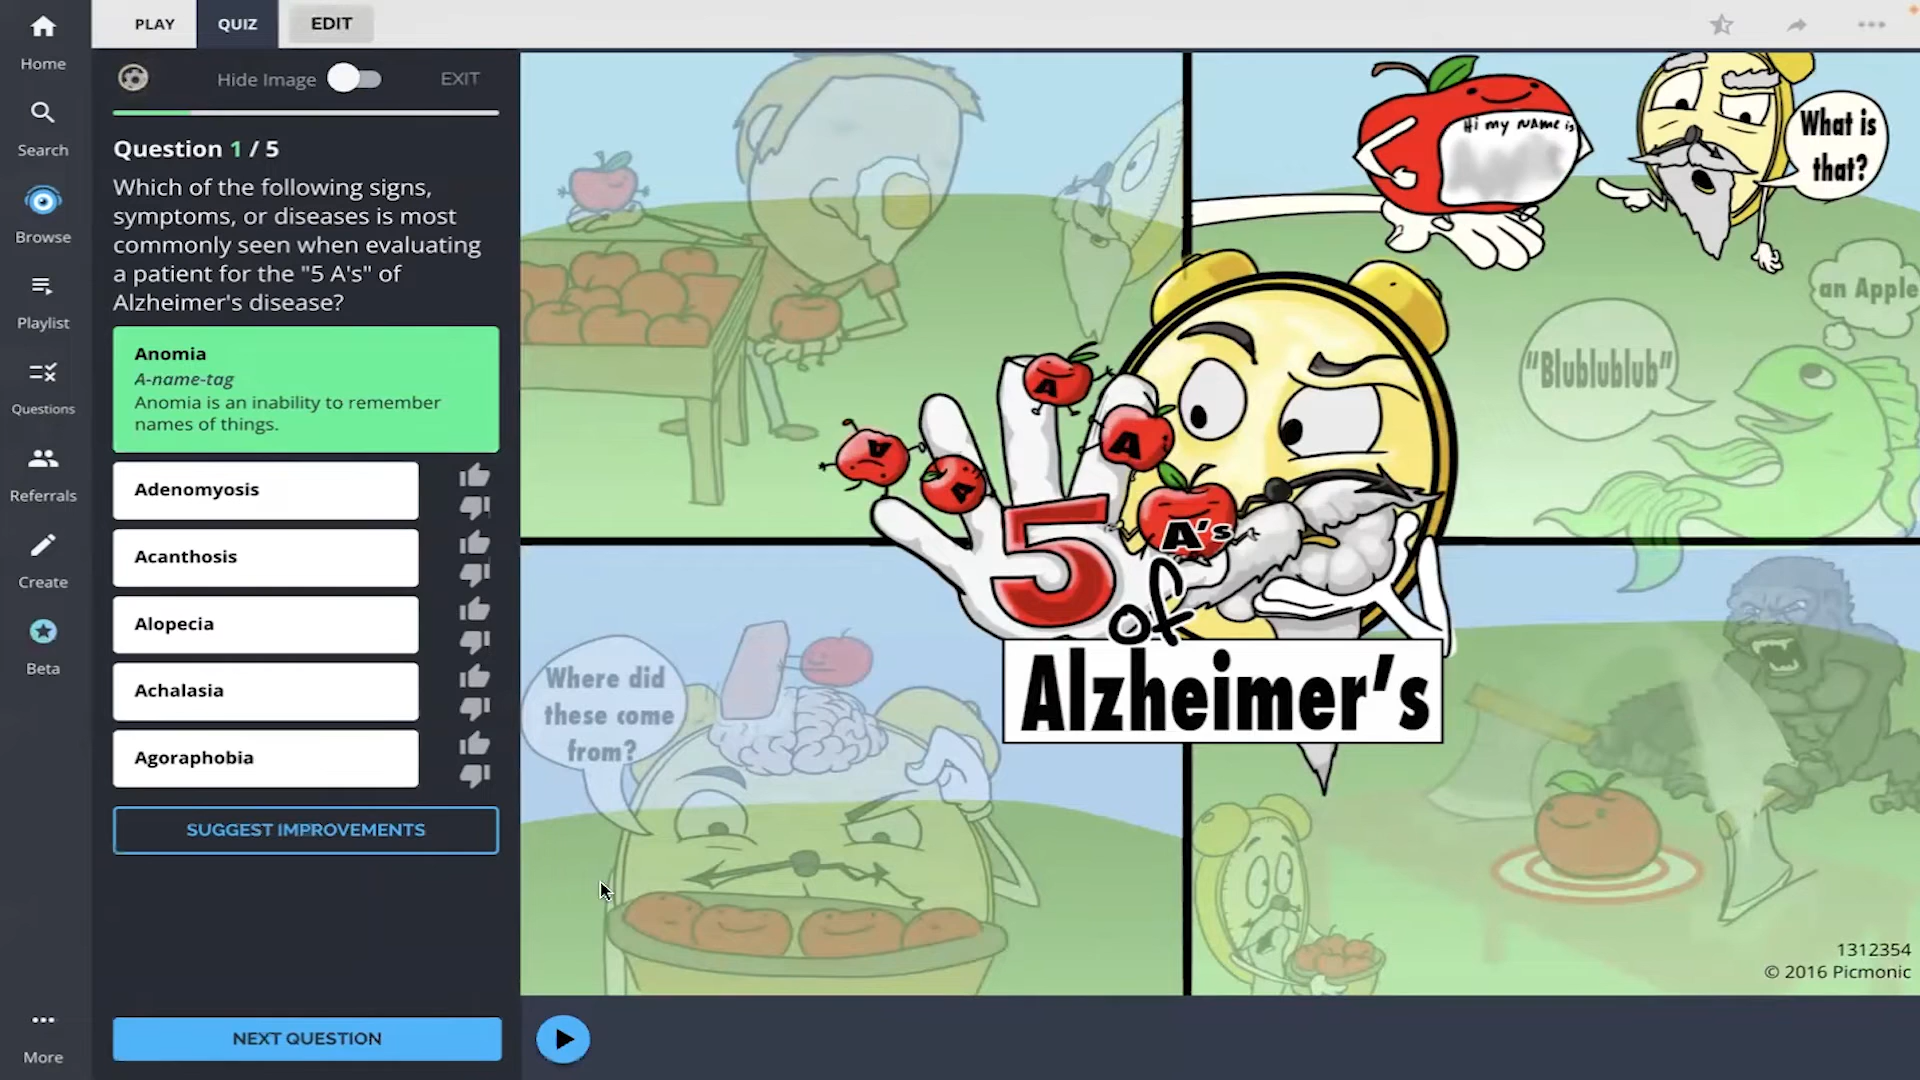 PLAY
QUIZ
EDIT
Home
Search
Browse
Playlist
Questions
Referrals
Create
Beta
More
Hide Image
EXIT
Question 1 / 5
Which of the following signs,
symptoms, or diseases is most
commonly seen when evaluating
a patient for the "5 A's" of
Alzheimer's disease?
Anomia
A-name-tag
Anomia is an inability to remember
names of things.
Adenomyosis
Acanthosis
Alopecia
Achalasia
Agoraphobia
SUGGEST IMPROVEMENTS
NEXT QUESTION
Hi my NAME is
What is
that?
an Apple
"Blublublub"
A
A
A
A
A's
5
of
Alzheimer's
Where did
these come
from?
1312354
© 2016 Picmonic